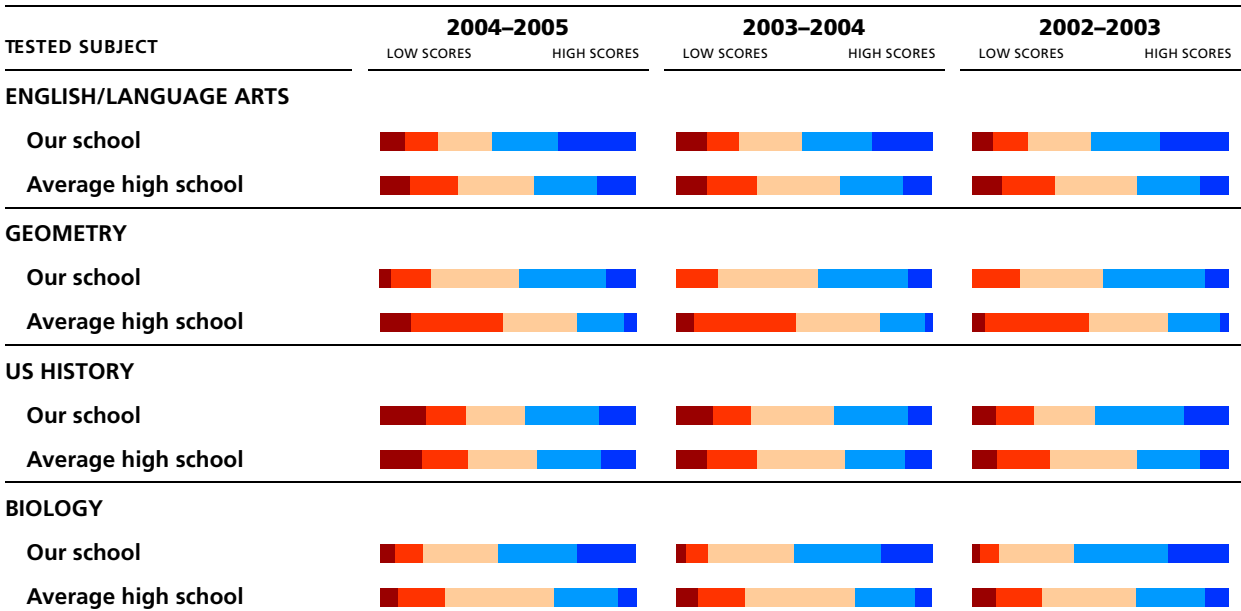 2004–2005 2003–2004 2002–2003
TESTED SUBJECT LOW SCORES HIGH SCORES LOW SCORES HIGH SCORES LOW SCORES HIGH SCORES
ENGLISH/LANGUAGE ARTS
Our school
Average high school
GEOMETRY
Our school
Average high school
US HISTORY
Our school
Average high school
BIOLOGY
Our school
Average high school